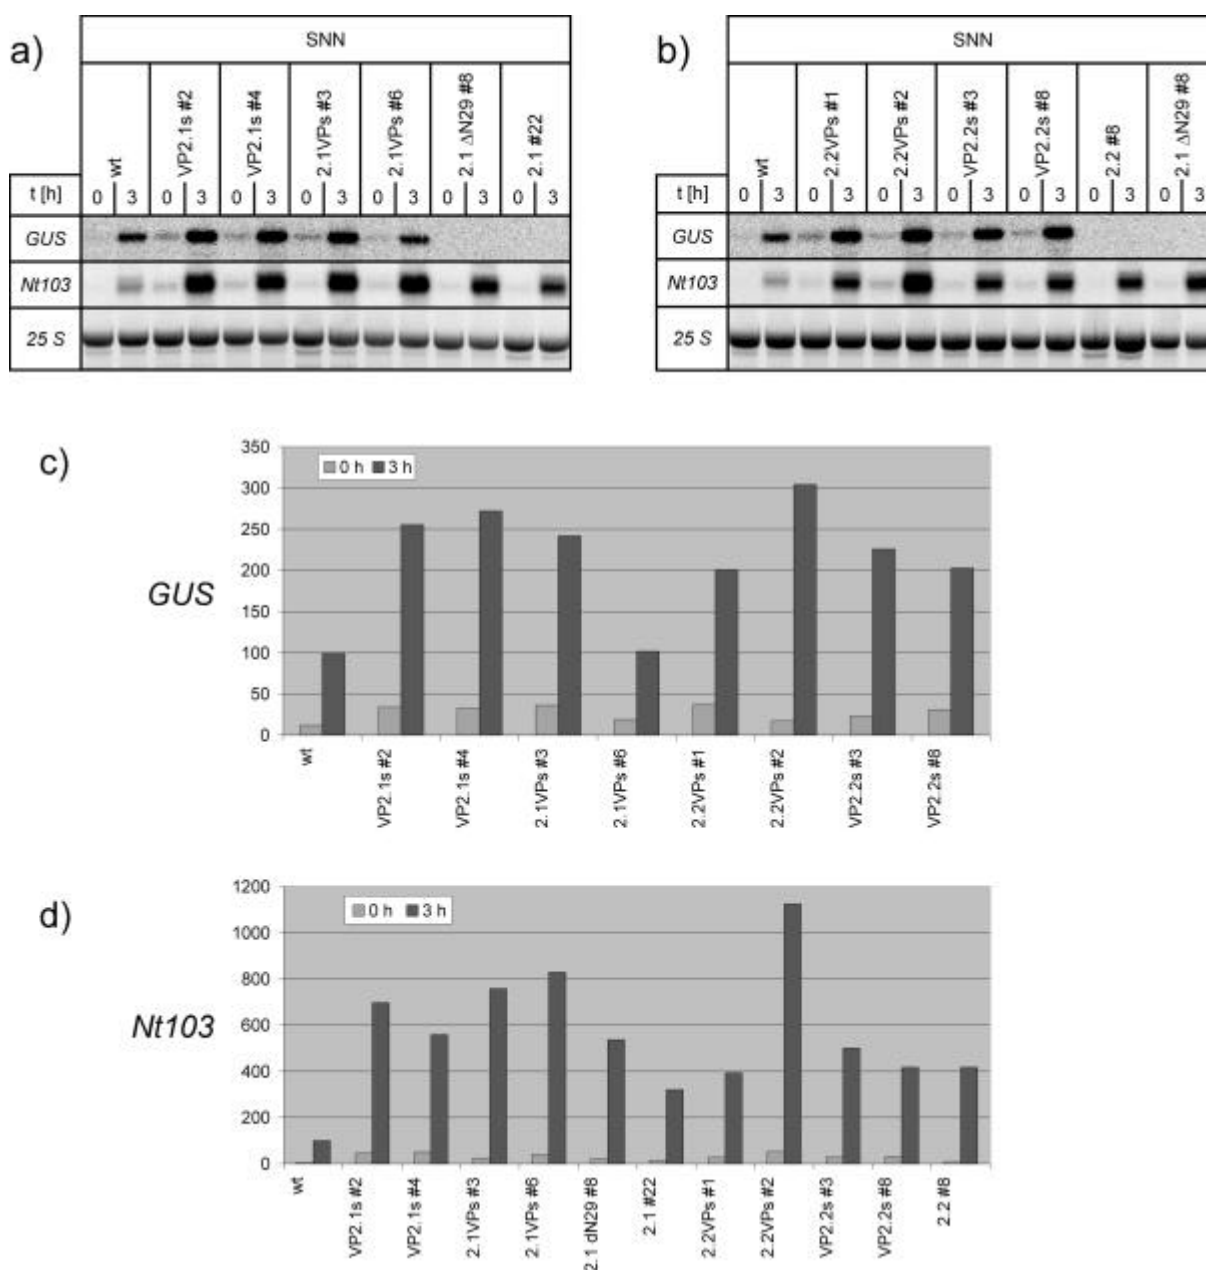 a)
SNN
wt
VP2.1s #2
VP2.1s #4
2.1VPs #3
2.1VPs #6
2.1 ΔN29 #8
2.1 #22
t [h] 0 3 0 3 0 3 0 3 0 3 0 3 0 3
GUS
Nt103
25 S
b)
SNN
wt
2.2VPs #1
2.2VPs #2
VP2.2s #3
VP2.2s #8
2.2 #8
2.1 ΔN29 #8
t [h] 0 3 0 3 0 3 0 3 0 3 0 3 0 3
GUS
Nt103
25 S
c)
GUS
0 h 3 h
350
300
250
200
150
100
50
0
wt
VP2.1s #2
VP2.1s #4
2.1VPs #3
2.1VPs #6
2.2VPs #1
2.2VPs #2
VP2.2s #3
VP2.2s #8
d)
Nt103
0 h 3 h
1200
1000
800
600
400
200
0
wt
VP2.1s #2
VP2.1s #4
2.1VPs #3
2.1VPs #6
2.1 dN29 #8
2.1 #22
2.2VPs #1
2.2VPs #2
VP2.2s #3
VP2.2s #8
2.2 #8